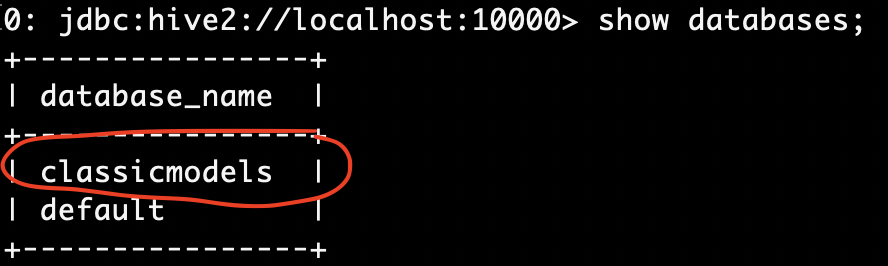 0: jdbc:hive2://localhost:10000> show databases;
+----------------+
| database_name  |
+----------------+
| classicmodels  |
| default        |
+----------------+